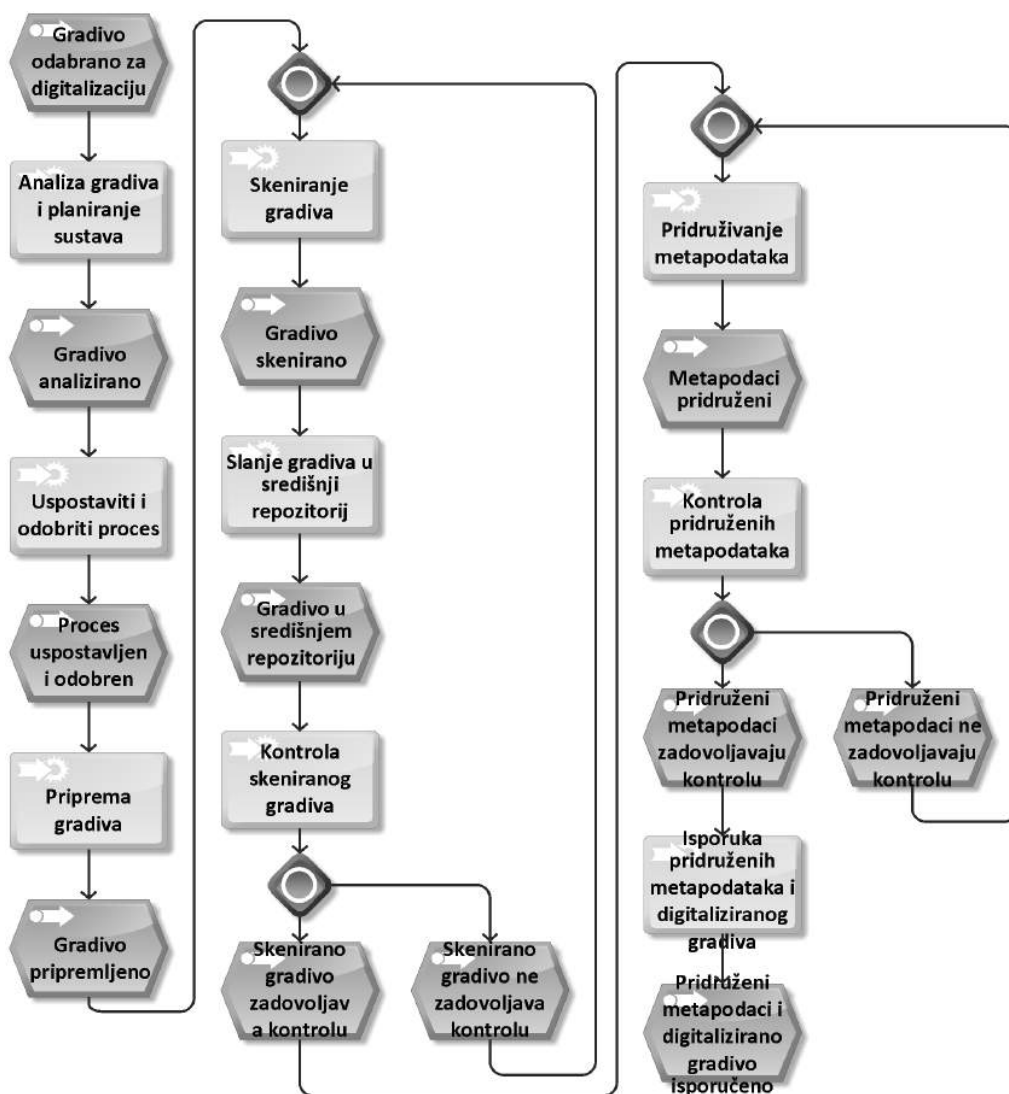 Gradivo
odabrano za
digitalizaciju
Analiza gradiva
i planiranje
sustava
Gradivo
analizirano
Uspostaviti i
odobriti proces
Proces
uspostavljen
i odobren
Priprema
gradiva
Gradivo
pripremljeno
Skeniranje
gradiva
Gradivo
skenirano
Slanje gradiva u
središnji
repozitorij
Gradivo u
središnjem
repozitoriju
Kontrola
skeniranog
gradiva
Skenirano
gradivo
zadovoljav
a kontrolu
Skenirano
gradivo ne
zadovoljava
kontrolu
Pridruživanje
metapodataka
Metapodaci
pridruženi
Kontrola
pridruženih
metapodataka
Pridruženi
metapodaci
zadovoljavaju
kontrolu
Pridruženi
metapodaci ne
zadovoljavaju
kontrolu
Isporuka
pridruženih
metapodataka i
digitaliziranog
gradiva
Pridruženi
metapodaci i
digitalizirano
gradivo
isporučeno